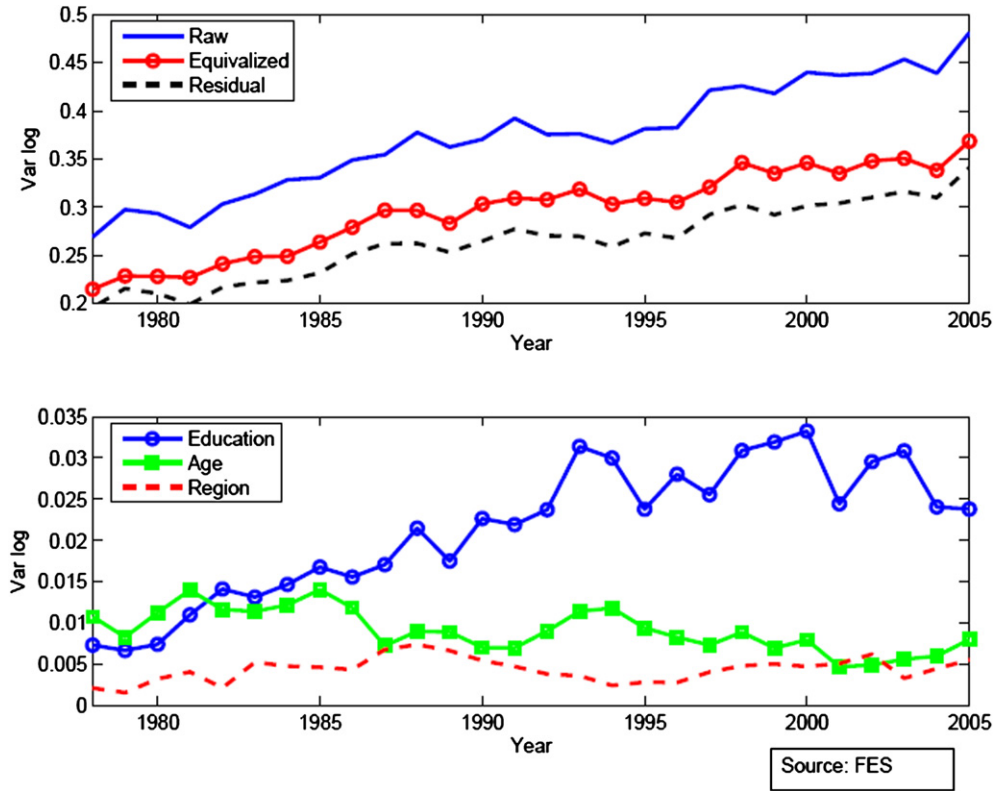 0.5
0.45
0.4
0.35
0.3
0.25
0.2
Var log
Raw
Equivalized
Residual
1980 1985 1990 1995 2000 2005
Year
0.035
0.03
0.025
0.02
0.015
0.01
0.005
0
Var log
Education
Age
Region
1980 1985 1990 1995 2000 2005
Year
Source: FES